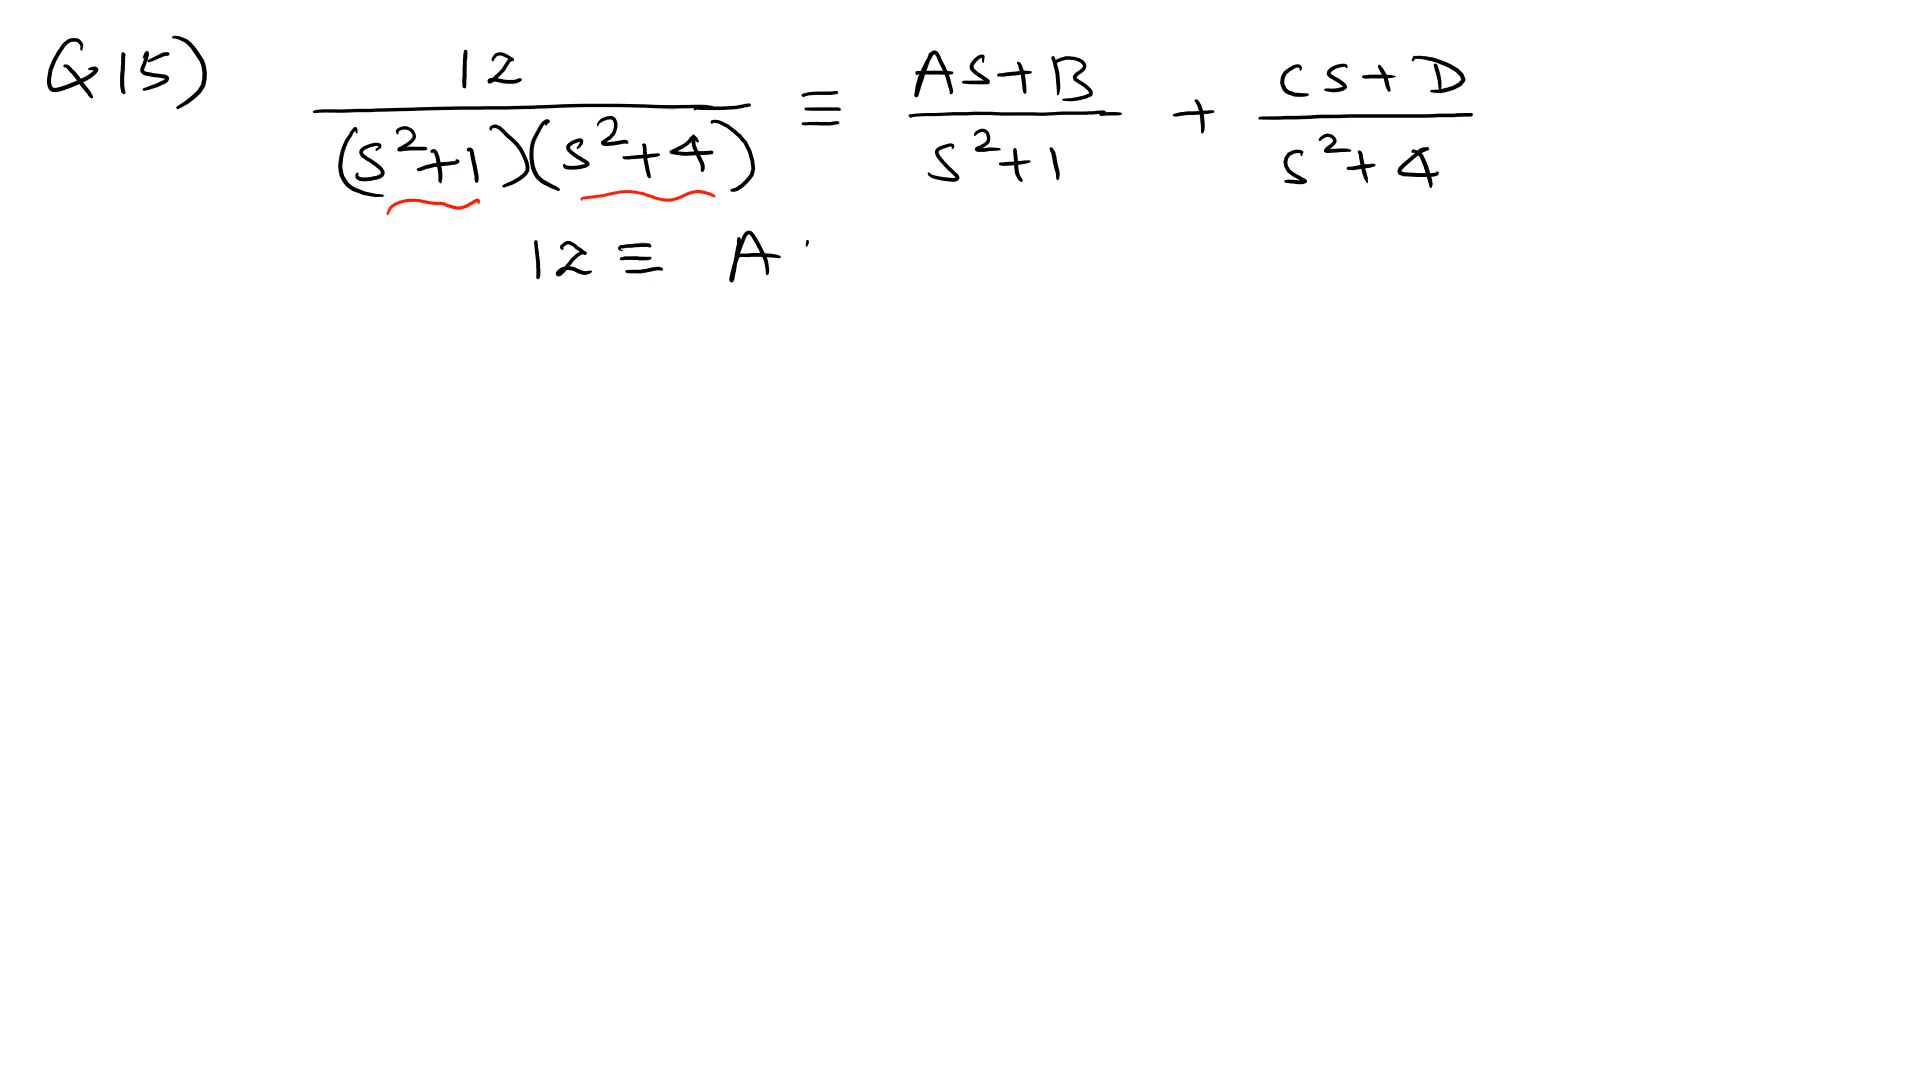 Q15) 12/((s²+1)(s²+4)) ≡ (As+B)/(s²+1) + (Cs+D)/(s²+4)
12 ≡ A